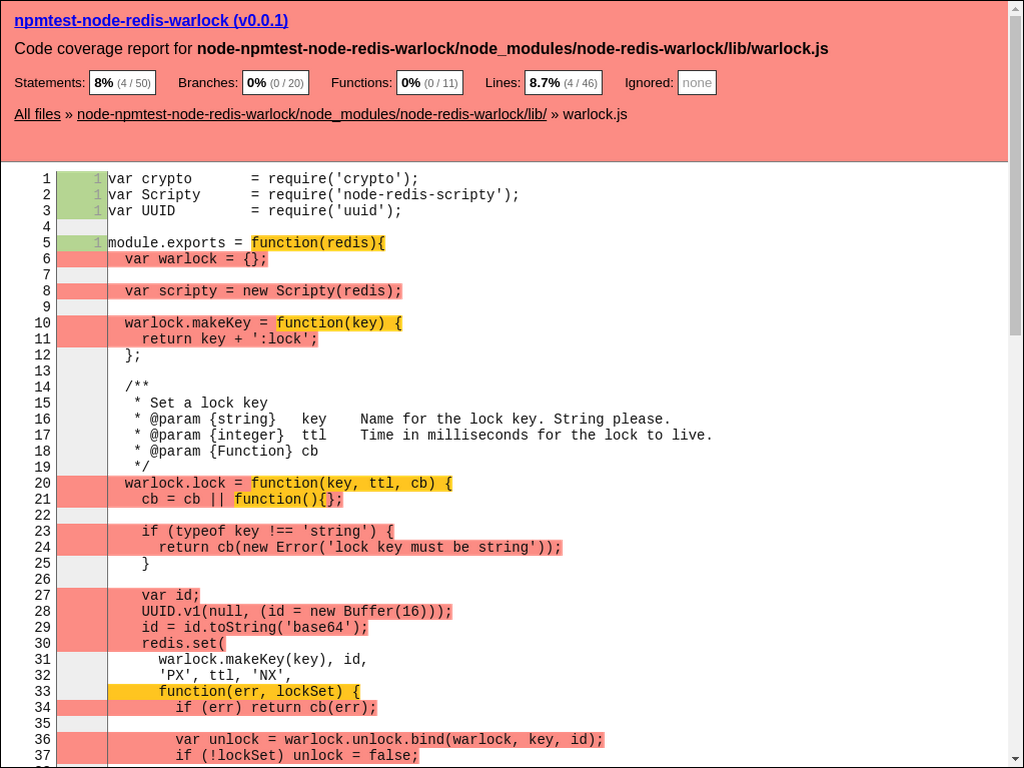 npmtest-node-redis-warlock (v0.0.1)
Code coverage report for node-npmtest-node-redis-warlock/node_modules/node-redis-warlock/lib/warlock.js
Statements: 8% (4 / 50) Branches: 0% (0 / 20) Functions: 0% (0 / 11) Lines: 8.7% (4 / 46) Ignored: none
All files » node-npmtest-node-redis-warlock/node_modules/node-redis-warlock/lib/ » warlock.js
1 1 var crypto       = require('crypto');
2 1 var Scripty      = require('node-redis-scripty');
3 1 var UUID         = require('uuid');
4
5 1 module.exports = function(redis){
6   var warlock = {};
7
8   var scripty = new Scripty(redis);
9
10   warlock.makeKey = function(key) {
11     return key + ':lock';
12   };
13
14   /**
15    * Set a lock key
16    * @param {string}   key    Name for the lock key. String please.
17    * @param {integer}  ttl    Time in milliseconds for the lock to live.
18    * @param {Function} cb
19    */
20   warlock.lock = function(key, ttl, cb) {
21     cb = cb || function(){};
22
23     if (typeof key !== 'string') {
24       return cb(new Error('lock key must be string'));
25     }
26
27     var id;
28     UUID.v1(null, (id = new Buffer(16)));
29     id = id.toString('base64');
30     redis.set(
31       warlock.makeKey(key), id,
32       'PX', ttl, 'NX',
33       function(err, lockSet) {
34         if (err) return cb(err);
35
36         var unlock = warlock.unlock.bind(warlock, key, id);
37         if (!lockSet) unlock = false;